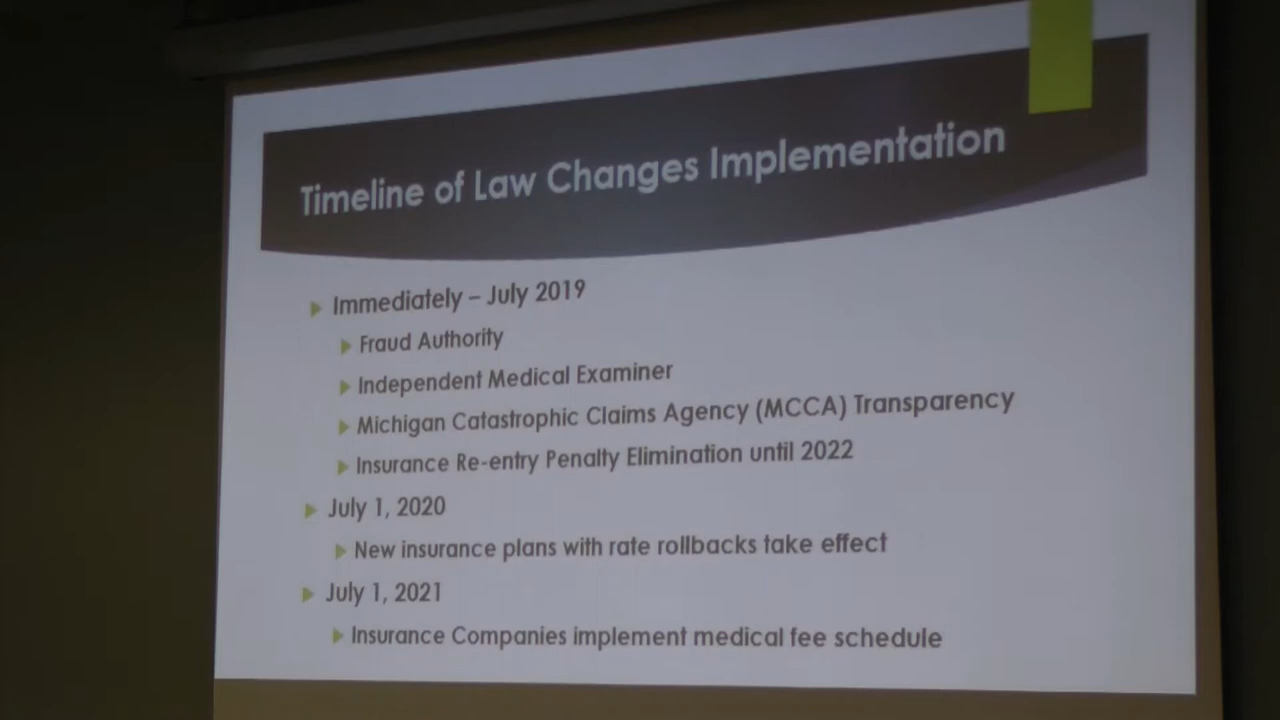 Timeline of Law Changes Implementation
Immediately – July 2019
Fraud Authority
Independent Medical Examiner
Michigan Catastrophic Claims Agency (MCCA) Transparency
Insurance Re-entry Penalty Elimination until 2022
July 1, 2020
New insurance plans with rate rollbacks take effect
July 1, 2021
Insurance Companies implement medical fee schedule